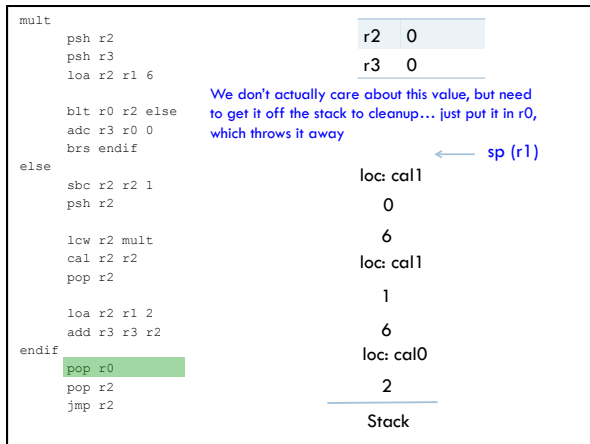 mult
psh r2
psh r3
loa r2 r1 6
blt r0 r2 else
adc r3 r0 0
brs endif
else
sbc r2 r2 1
psh r2
lcw r2 mult
cal r2 r2
pop r2
loa r2 r1 2
add r3 r3 r2
endif
pop r0
pop r2
jmp r2
r2 0
r3 0
We don't actually care about this value, but need
to get it off the stack to cleanup… just put it in r0,
which throws it away
sp (r1)
loc: cal1
0
6
loc: cal1
1
6
loc: cal0
2
Stack